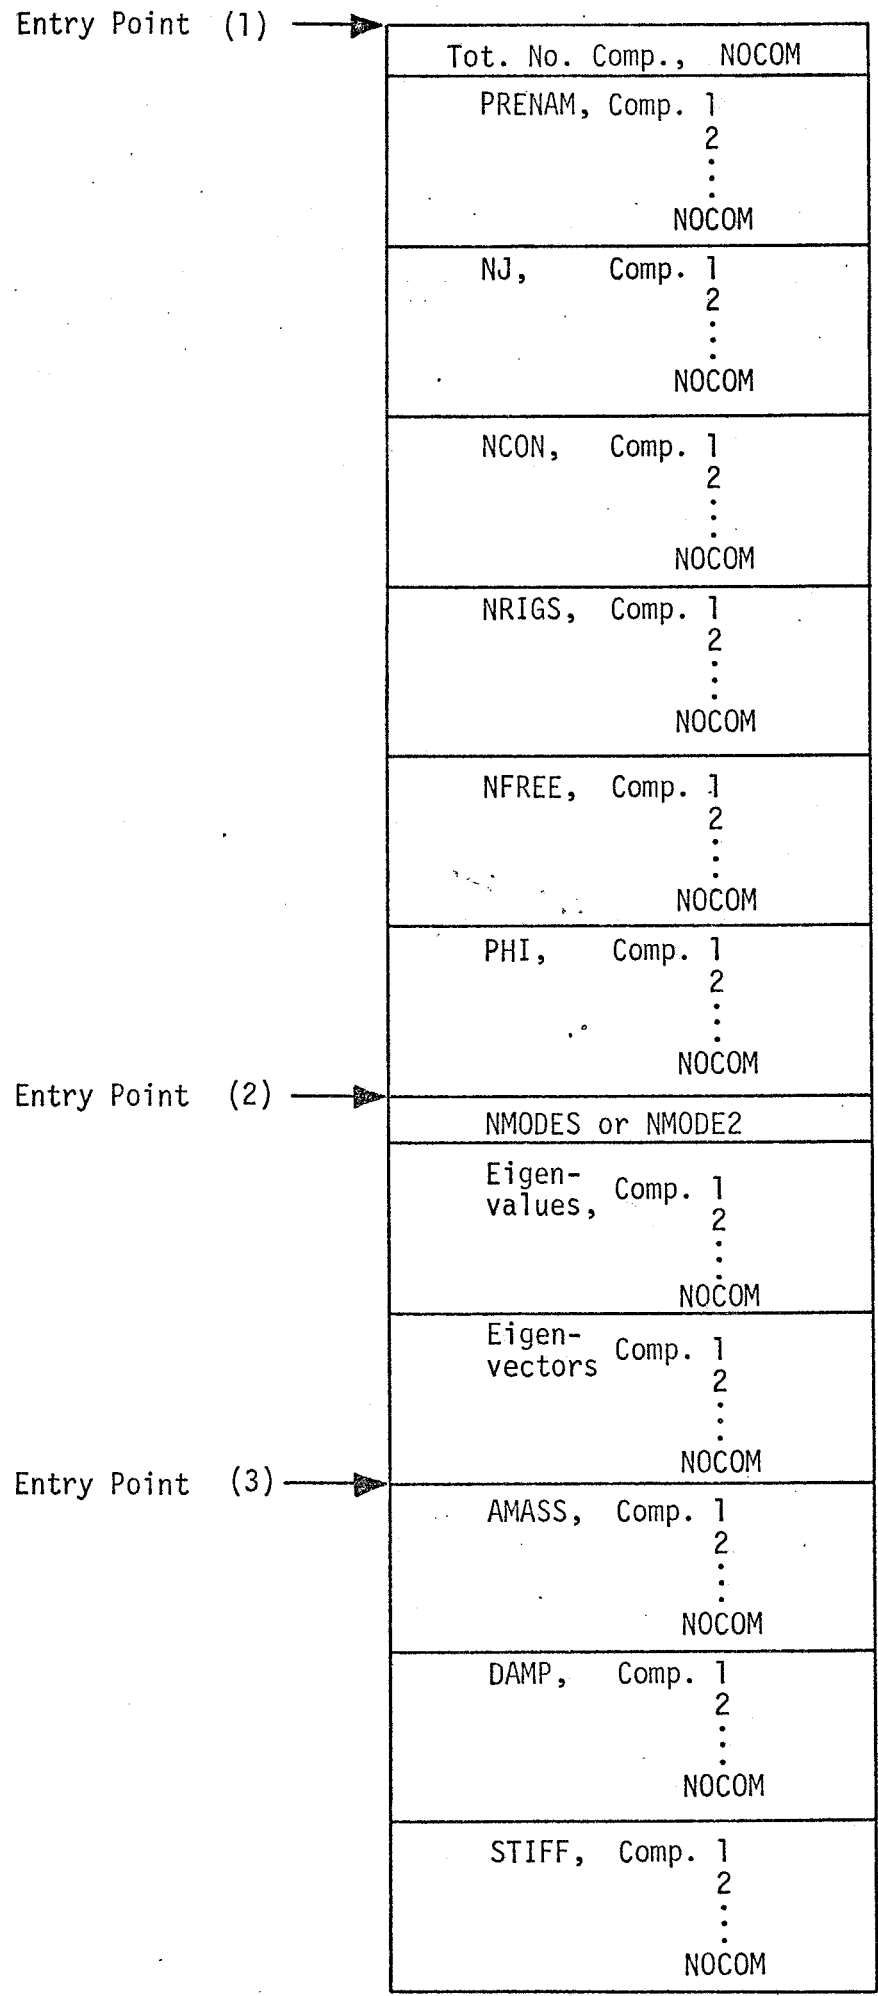 Entry Point (1)
Tot. No. Comp., NOCOM
PRENAM, Comp. 1
2
NOCOM
NJ, Comp. 1
2
NOCOM
NCON, Comp. 1
2
NOCOM
NRIGS, Comp. 1
2
NOCOM
NFREE, Comp. 1
2
NOCOM
PHI, Comp. 1
2
NOCOM
Entry Point (2)
NMODES or NMODE2
Eigen-
values, Comp. 1
2
NOCOM
Eigen-
vectors Comp. 1
2
NOCOM
Entry Point (3)
AMASS, Comp. 1
2
NOCOM
DAMP, Comp. 1
2
NOCOM
STIFF, Comp. 1
2
NOCOM